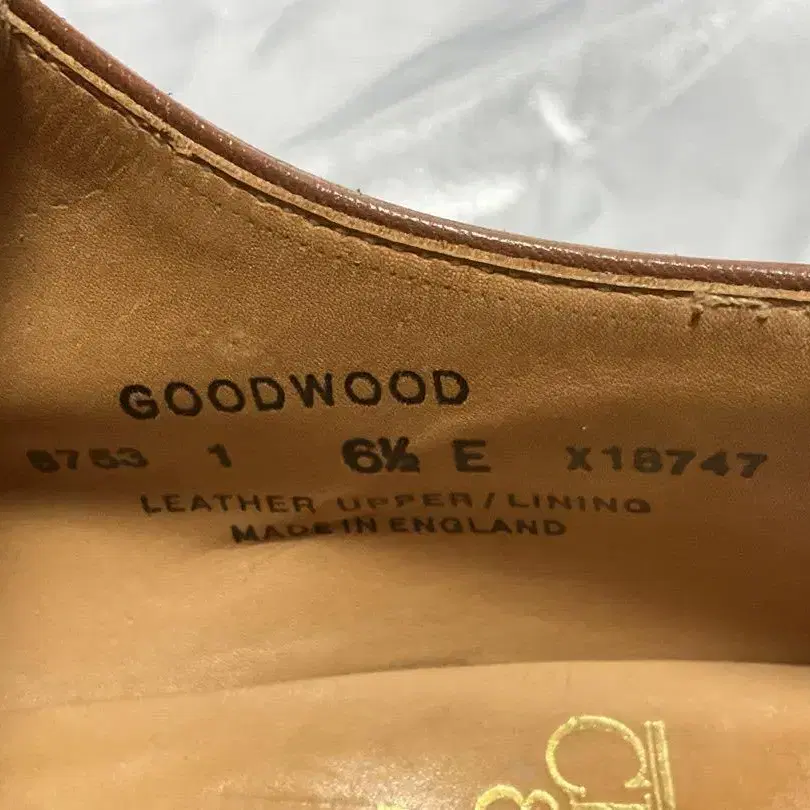 GOODWOOD
8753 1 6½ E X18747
LEATHER UPPER/LINING
MADE IN ENGLAND